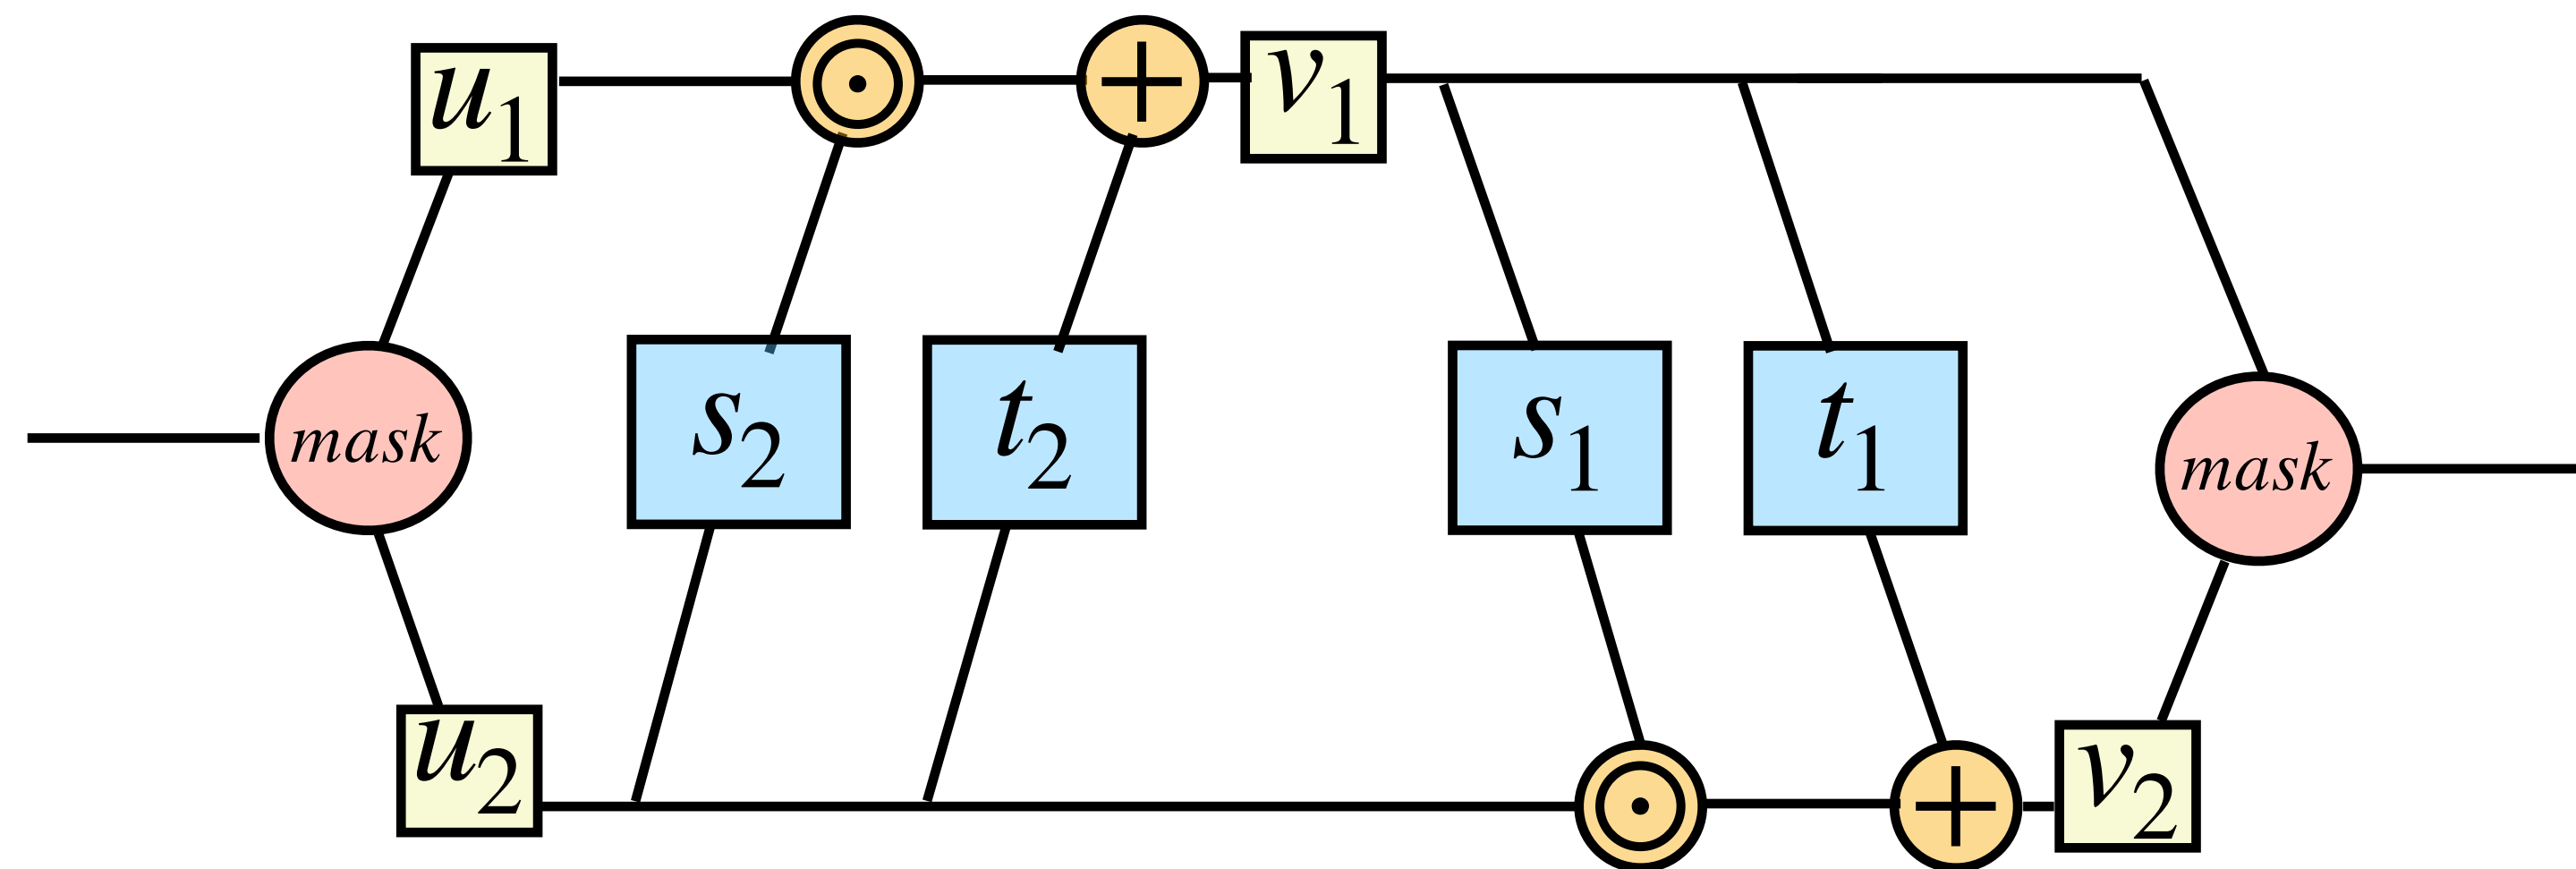 u₁
v₁
mask
s₂
t₂
s₁
t₁
mask
u₂
v₂